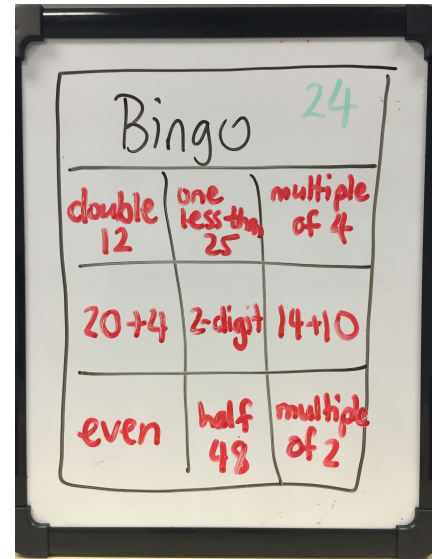 Bingo 24
double 12
one less than 25
multiple of 4
20+4
2-digit
14+10
even
half 48
multiple of 2